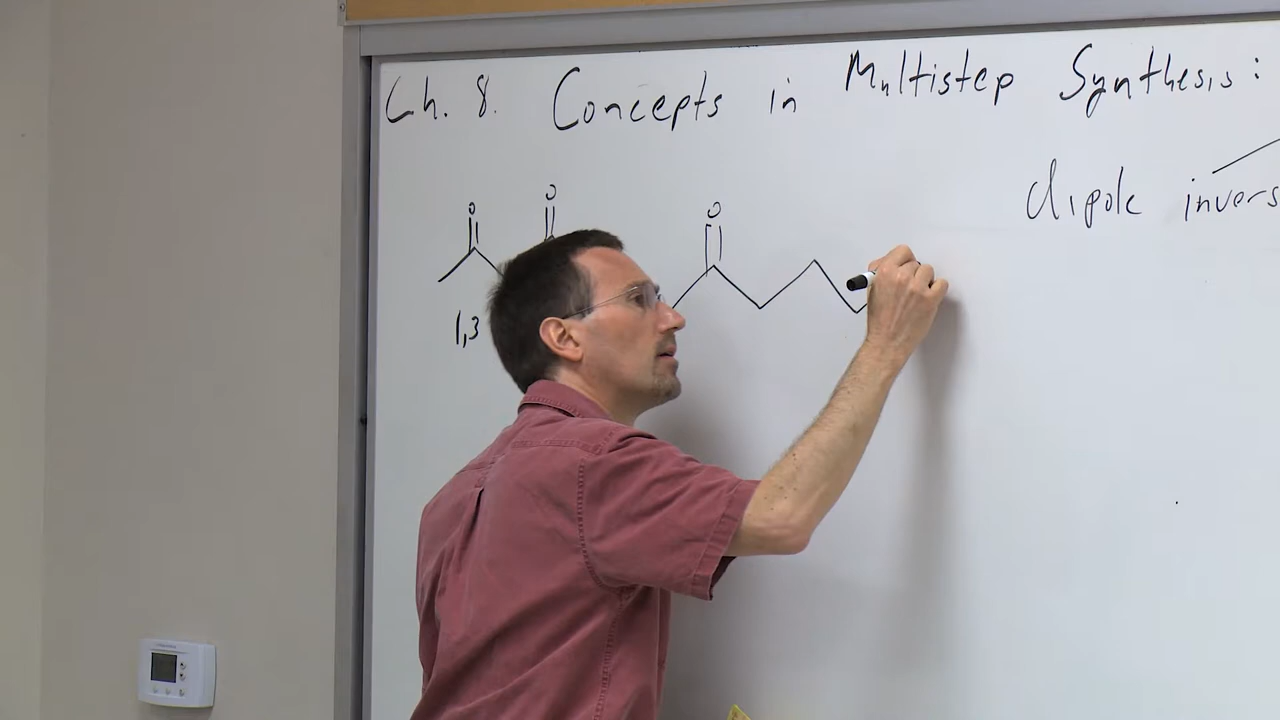 Ch. 8. Concepts in Multistep Synthesis:
dipole invers
O O O
1,3